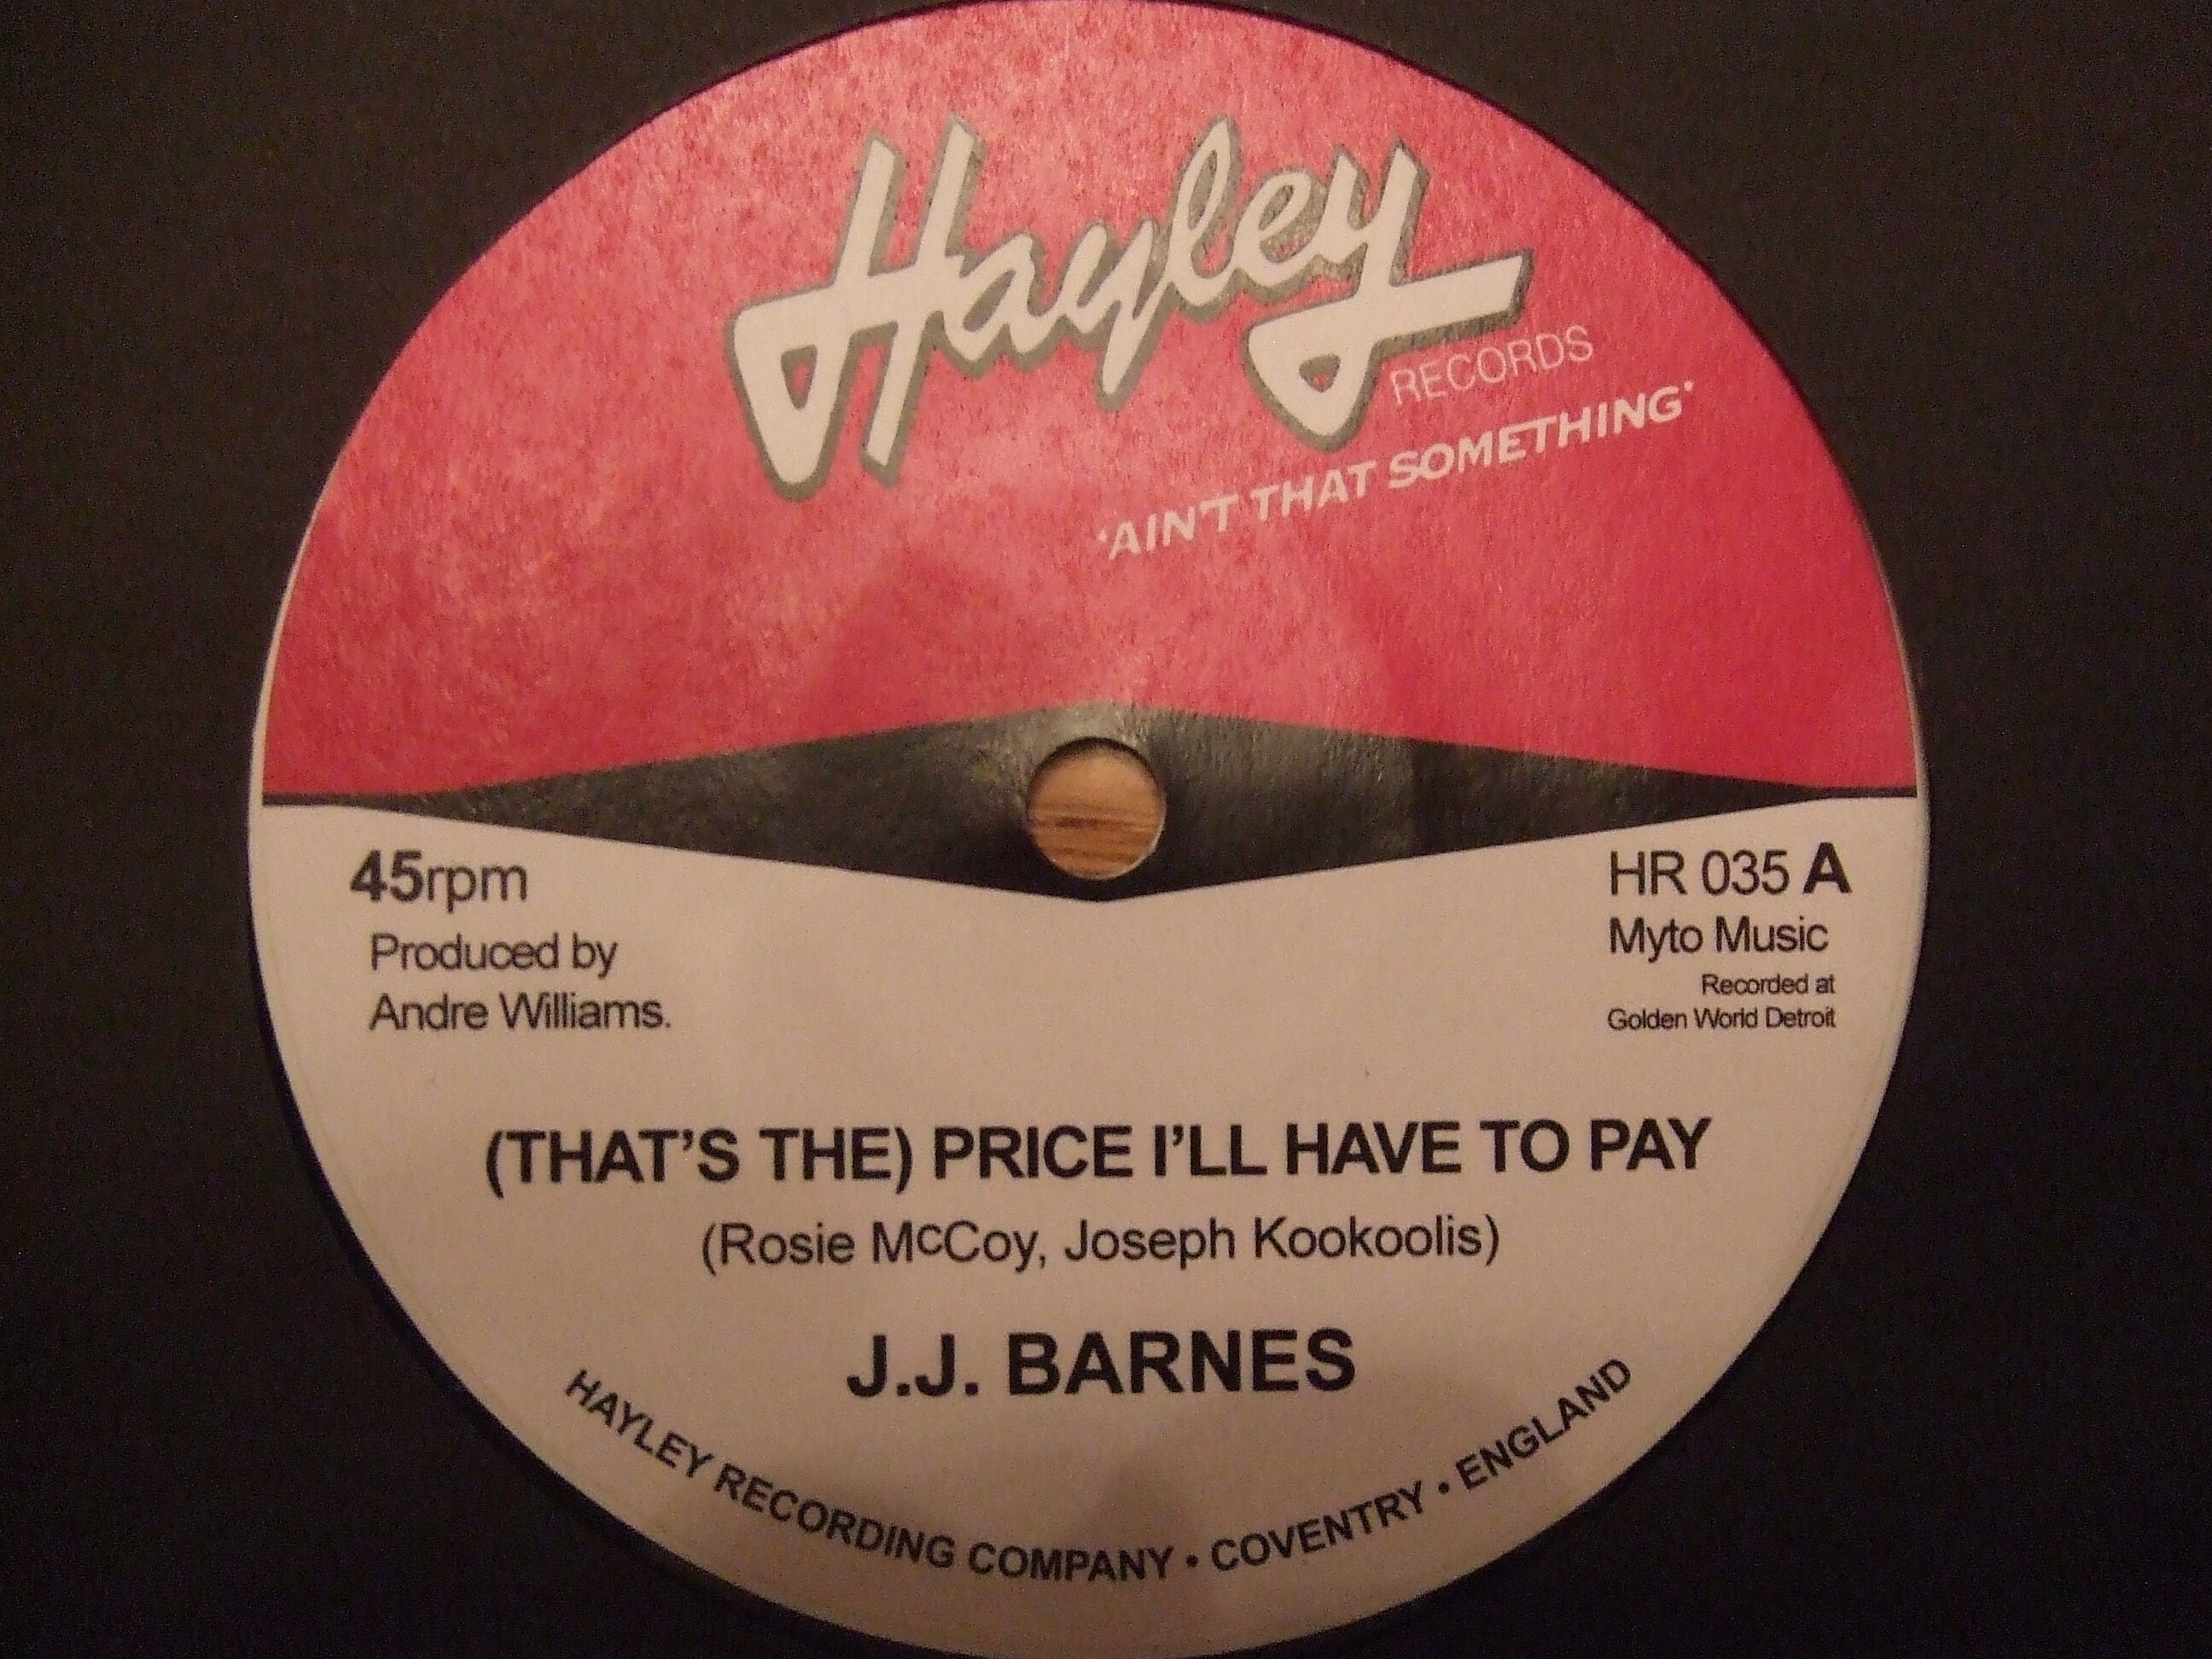 Hayley
RECORDS
'AIN'T THAT SOMETHING'
45rpm
Produced by
Andre Williams.
HR 035 A
Myto Music
Recorded at
Golden World Detroit
(THAT'S THE) PRICE I'LL HAVE TO PAY
(Rosie McCoy, Joseph Kookoolis)
J.J. BARNES
HAYLEY RECORDING COMPANY • COVENTRY • ENGLAND